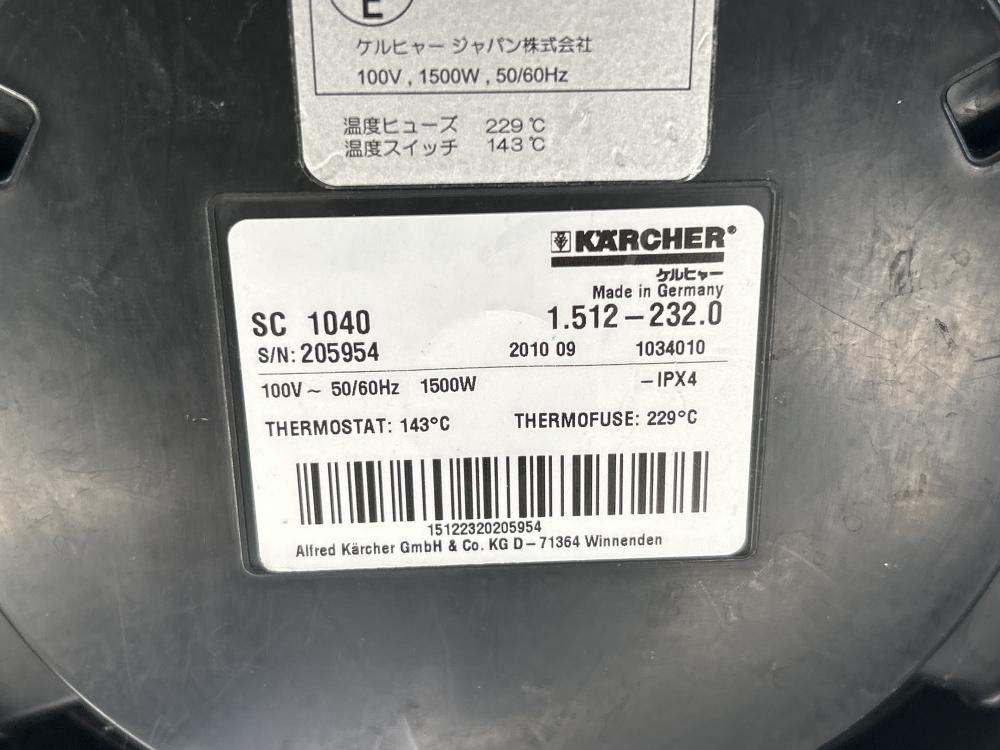 E
ケルヒャー ジャパン株式会社
100V , 1500W , 50/60Hz
温度ヒューズ 229℃
温度スイッチ 143℃
KÄRCHER®
ケルヒャー
Made in Germany
SC 1040 1.512-232.0
S/N: 205954 2010 09 1034010
100V~ 50/60Hz 1500W -IPX4
THERMOSTAT: 143°C THERMOFUSE: 229°C
15122320205954
Alfred Kärcher GmbH & Co. KG D-71364 Winnenden